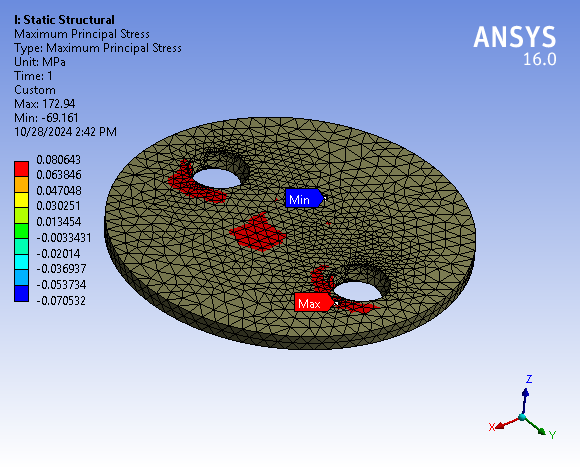 I: Static Structural
Maximum Principal Stress
Type: Maximum Principal Stress
Unit: MPa
Time: 1
Custom
Max: 172.94
Min: -69.161
10/28/2024 2:42 PM
ANSYS
16.0
0.080643
0.063846
0.047048
0.030251
0.013454
-0.0033431
-0.02014
-0.036937
-0.053734
-0.070532
Min
Max
Z
X
Y